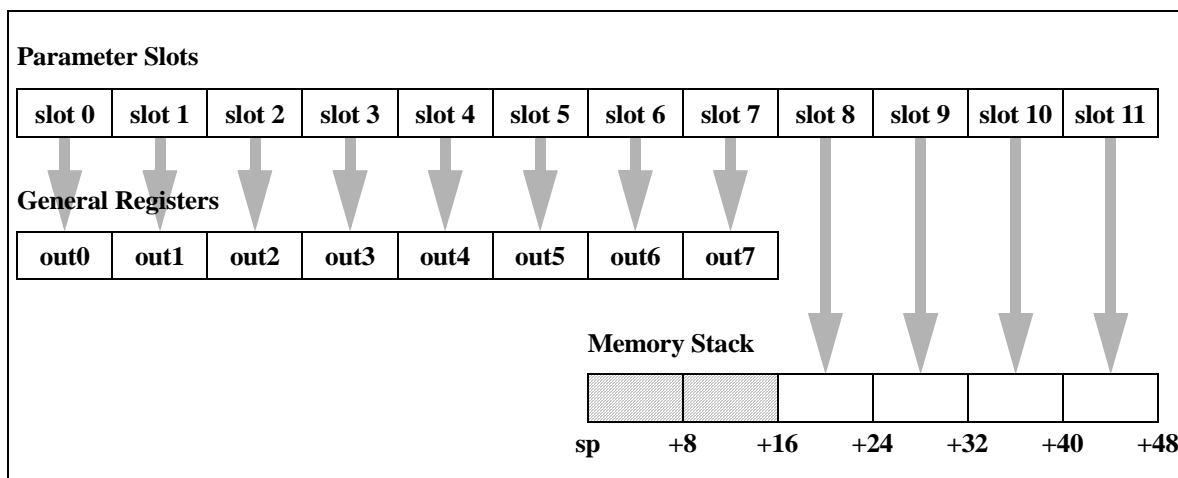 Parameter Slots
slot 0 slot 1 slot 2 slot 3 slot 4 slot 5 slot 6 slot 7 slot 8 slot 9 slot 10 slot 11
General Registers
out0 out1 out2 out3 out4 out5 out6 out7
Memory Stack
sp +8 +16 +24 +32 +40 +48